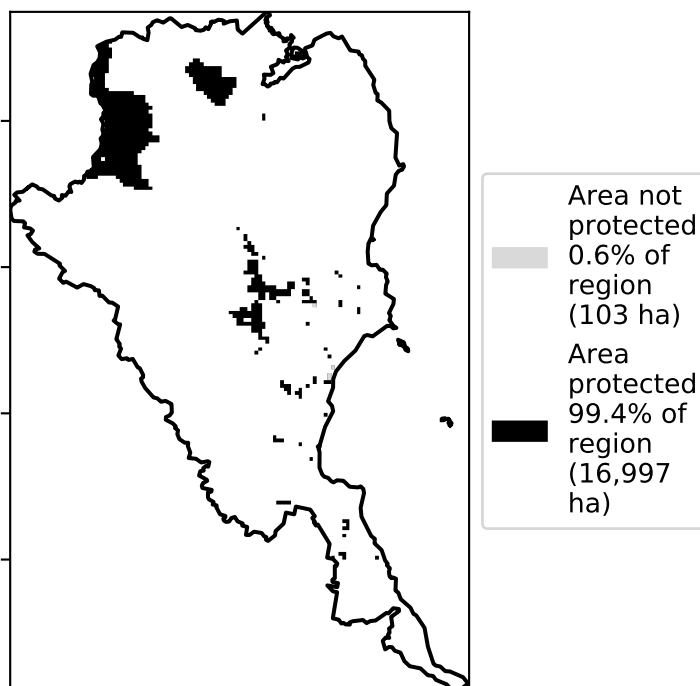 Area not
protected
0.6% of
region
(103 ha)
Area
protected
99.4% of
region
(16,997
ha)